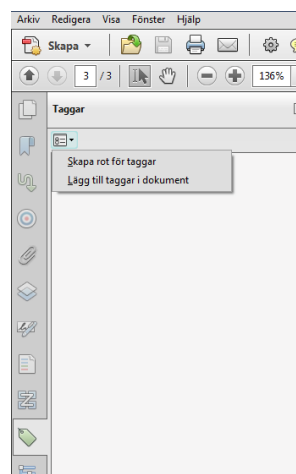 Arkiv Redigera Visa Fönster Hjälp
Skapa
3 / 3 136%
Taggar
Skapa rot för taggar
Lägg till taggar i dokument